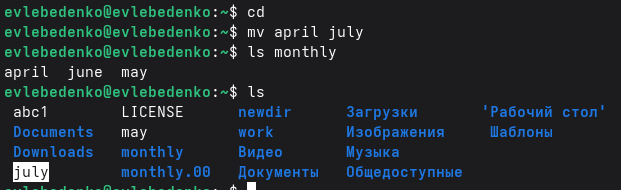 evlebedenko@evlebedenko:~$ cd
evlebedenko@evlebedenko:~$ mv april july
evlebedenko@evlebedenko:~$ ls monthly
april  june  may
evlebedenko@evlebedenko:~$ ls
abc1        LICENSE      newdir     Загрузки       'Рабочий стол'
Documents   may          work       Изображения     Шаблоны
Downloads   monthly      Видео      Музыка
july        monthly.00   Документы  Общедоступные
evlebedenko@evlebedenko:~$